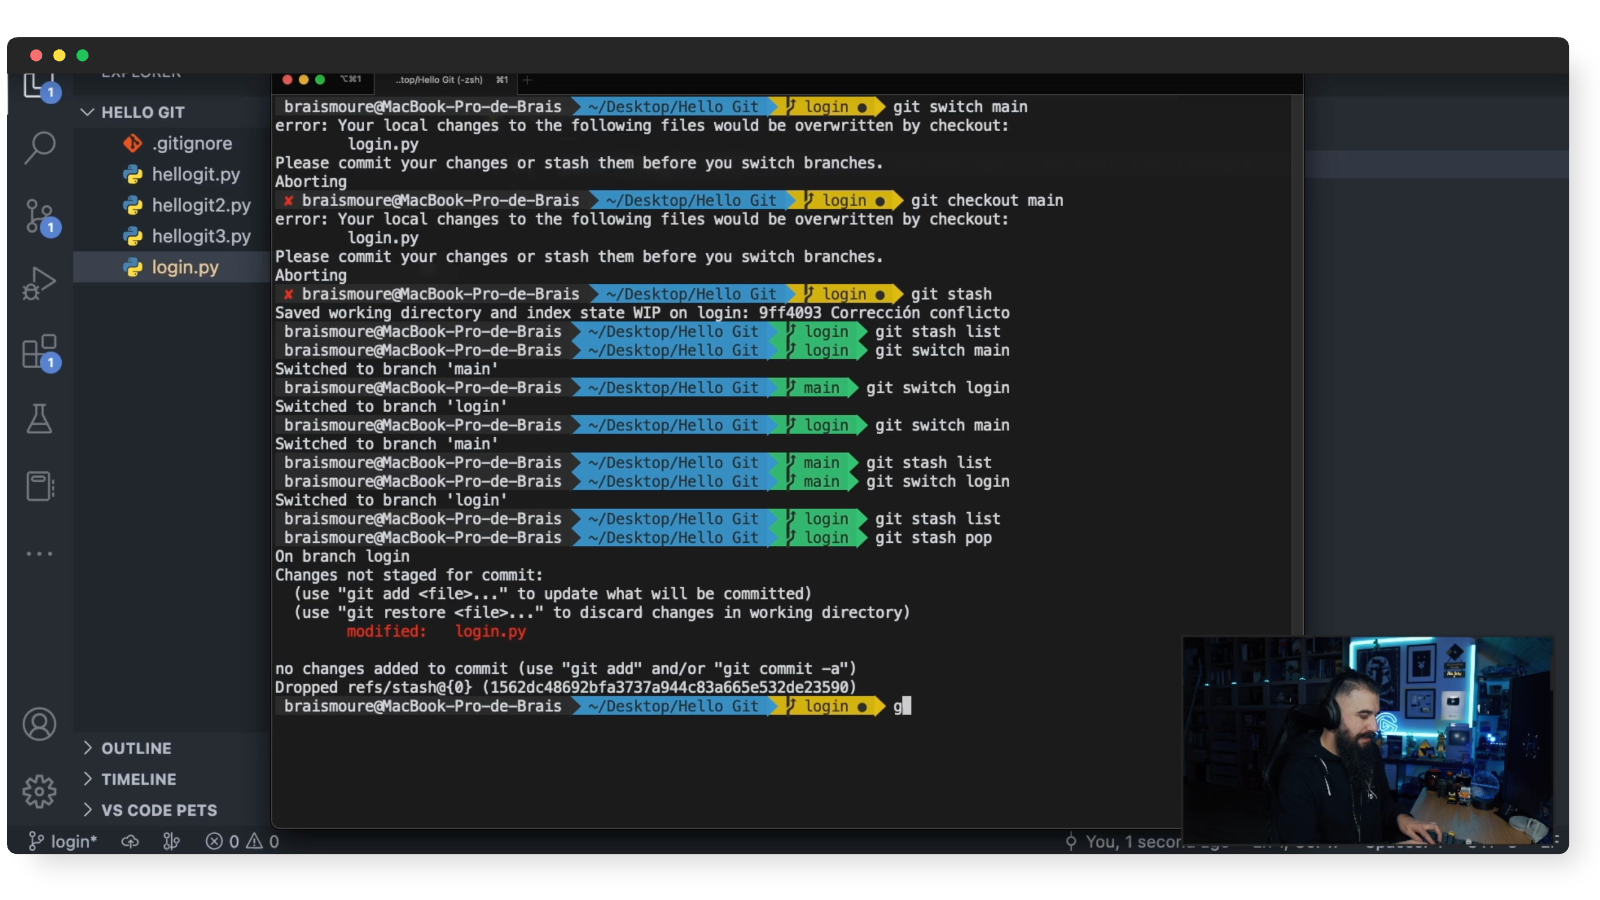 EXPLORER
HELLO GIT
.gitignore
hellogit.py
hellogit2.py
hellogit3.py
login.py
OUTLINE
TIMELINE
VS CODE PETS
1
1
1
login*
0 0
⌥⌘1 ..top/Hello Git (-zsh) ⌘1 +
braismoure@MacBook-Pro-de-Brais ~/Desktop/Hello Git login ● git switch main
error: Your local changes to the following files would be overwritten by checkout:
login.py
Please commit your changes or stash them before you switch branches.
Aborting
✘ braismoure@MacBook-Pro-de-Brais ~/Desktop/Hello Git login ● git checkout main
error: Your local changes to the following files would be overwritten by checkout:
login.py
Please commit your changes or stash them before you switch branches.
Aborting
✘ braismoure@MacBook-Pro-de-Brais ~/Desktop/Hello Git login ● git stash
Saved working directory and index state WIP on login: 9ff4093 Corrección conflicto
braismoure@MacBook-Pro-de-Brais ~/Desktop/Hello Git login git stash list
braismoure@MacBook-Pro-de-Brais ~/Desktop/Hello Git login git switch main
Switched to branch 'main'
braismoure@MacBook-Pro-de-Brais ~/Desktop/Hello Git main git switch login
Switched to branch 'login'
braismoure@MacBook-Pro-de-Brais ~/Desktop/Hello Git login git switch main
Switched to branch 'main'
braismoure@MacBook-Pro-de-Brais ~/Desktop/Hello Git main git stash list
braismoure@MacBook-Pro-de-Brais ~/Desktop/Hello Git main git switch login
Switched to branch 'login'
braismoure@MacBook-Pro-de-Brais ~/Desktop/Hello Git login git stash list
braismoure@MacBook-Pro-de-Brais ~/Desktop/Hello Git login git stash pop
On branch login
Changes not staged for commit:
(use "git add <file>..." to update what will be committed)
(use "git restore <file>..." to discard changes in working directory)
modified: login.py
no changes added to commit (use "git add" and/or "git commit -a")
Dropped refs/stash@{0} (1562dc48692bfa3737a944c83a665e532de23590)
braismoure@MacBook-Pro-de-Brais ~/Desktop/Hello Git login ● g
You, 1 second ago